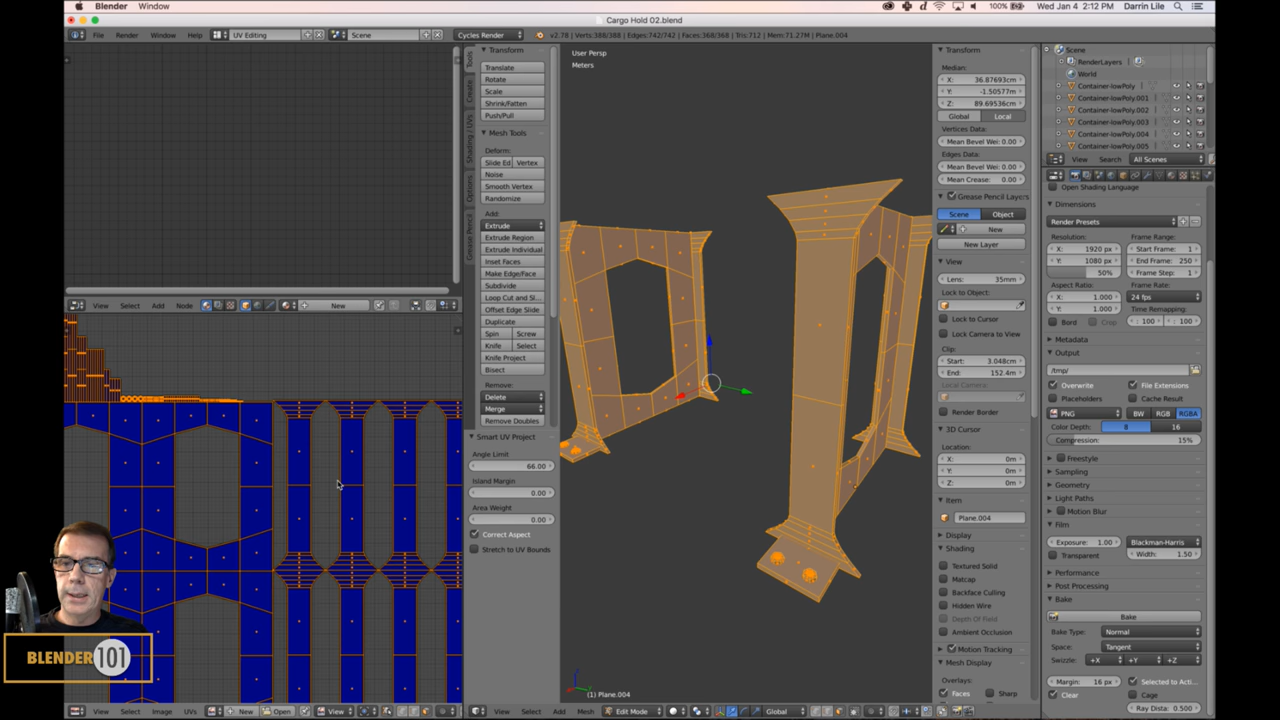 Blender Window 100% Wed Jan 4 2:12 PM Darrin Lile
Cargo Hold 02.blend
File Render Window Help UV Editing Scene Cycles Render v2.78 | Verts:388/388 | Edges:742/742 | Faces:368/368 | Tris:712 | Mem:71.27M | Plane.004
Tools
Create
Shading / UVs
Options
Grease Pencil
Transform
Translate
Rotate
Scale
Shrink/Fatten
Push/Pull
Mesh Tools
Deform:
Slide Ed Vertex
Noise
Smooth Vertex
Randomize
Add:
Extrude
Extrude Region
Extrude Individual
Inset Faces
Make Edge/Face
Subdivide
Loop Cut and Sl...
Offset Edge Slide
Duplicate
Spin Screw
Knife Select
Knife Project
Bisect
Remove:
Delete
Merge
Remove Doubles
Smart UV Project
Angle Limit
66.00
Island Margin
0.00
Area Weight
0.00
Correct Aspect
Stretch to UV Bounds
View Select Add Node New
User Persp
Meters
(1) Plane.004
Transform
Median:
X: 36.87693cm
Y: -1.50577m
Z: 89.69536cm
Global Local
Vertices Data:
Mean Bevel Wei: 0.00
Edges Data:
Mean Bevel Wei: 0.00
Mean Crease: 0.00
Grease Pencil Layers
Scene Object
New
New Layer
View
Lens: 35mm
Lock to Object:
Lock to Cursor
Lock Camera to View
Clip:
Start: 3.048cm
End: 152.4m
Local Camera:
Render Border
3D Cursor
Location:
X: 0m
Y: 0m
Z: 0m
Item
Plane.004
Display
Shading
Textured Solid
Matcap
Backface Culling
Hidden Wire
Depth Of Field
Ambient Occlusion
Motion Tracking
Mesh Display
Overlays:
Faces Sharp
Scene
RenderLayers
World
Container-lowPoly
Container-lowPoly.001
Container-lowPoly.002
Container-lowPoly.003
Container-lowPoly.004
Container-lowPoly.005
View Search All Scenes
Open Shading Language
Dimensions
Render Presets
Resolution: Frame Range:
X: 1920 px Start Frame: 1
Y: 1080 px End Frame: 250
50% Frame Step: 1
Aspect Ratio: Frame Rate:
X: 1.000 24 fps
Y: 1.000 Time Remapping:
Bord Crop : 100 : 100
Metadata
Output
/tmp/
Overwrite File Extensions
Placeholders Cache Result
PNG BW RGB RGBA
Color Depth: 8 16
Compression: 15%
Freestyle
Sampling
Geometry
Light Paths
Motion Blur
Film
Exposure: 1.00 Blackman-Harris
Transparent Width: 1.50
Performance
Post Processing
Bake
Bake
Bake Type: Normal
Space: Tangent
Swizzle: +X +Y +Z
Margin: 16 px Selected to Acti...
Clear Cage
Ray Dista: 0.500
BLENDER 101
View Select Image UVs New Open View
View Select Add Mesh Edit Mode Global